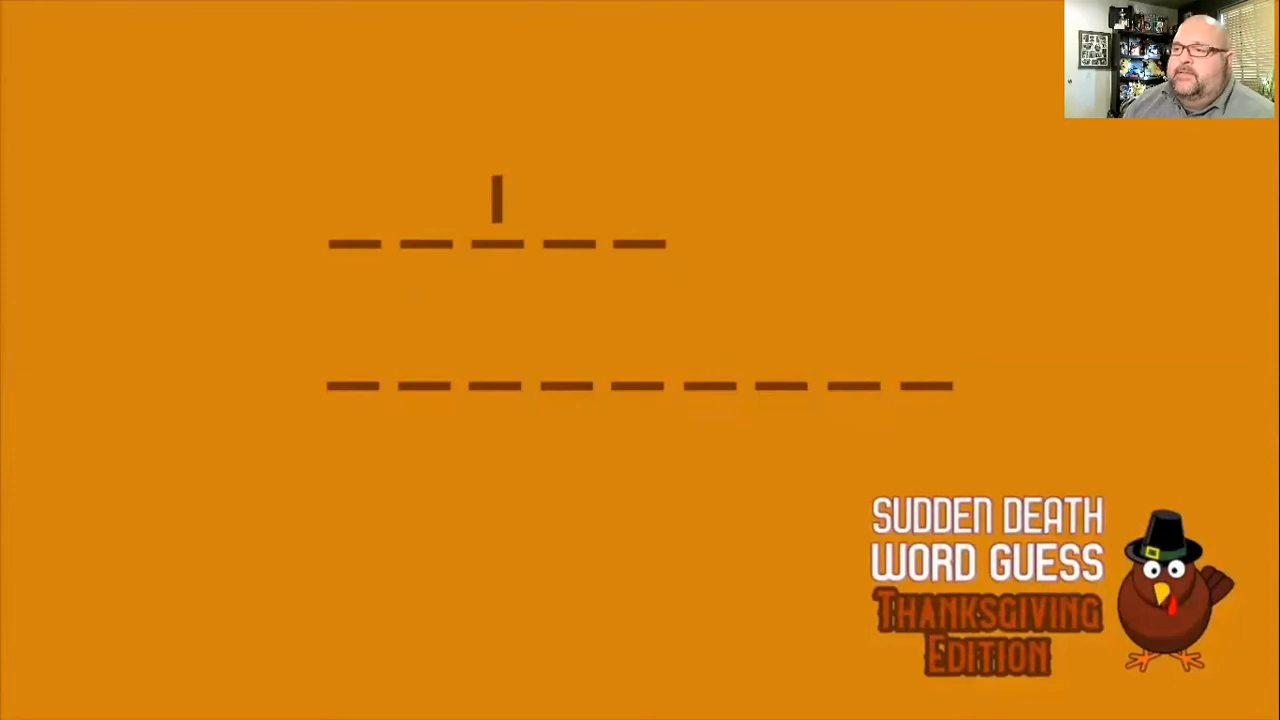 I
_ _ _ _ _
_ _ _ _ _ _ _ _ _
SUDDEN DEATH
WORD GUESS
THANKSGIVING
EDITION